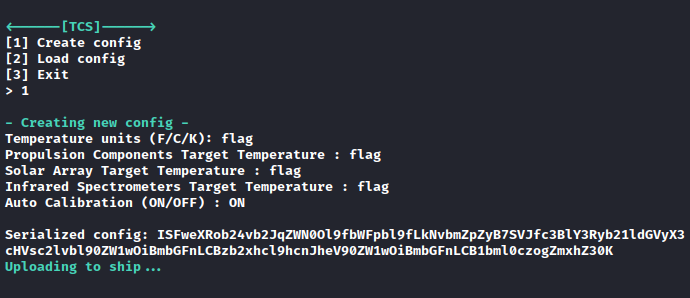 <------[TCS]------>
[1] Create config
[2] Load config
[3] Exit
> 1
- Creating new config -
Temperature units (F/C/K): flag
Propulsion Components Target Temperature : flag
Solar Array Target Temperature : flag
Infrared Spectrometers Target Temperature : flag
Auto Calibration (ON/OFF) : ON
Serialized config: ISFweXRob24vb2JqZWN0Ol9fbWFpbl9fLkNvbmZpZyB7SVJfc3BlY3Ryb21ldGVyX3
cHVsc2lvbl90ZW1wOiBmbGFnLCBzb2xhcl9hcnJheV90ZW1wOiBmbGFnLCB1bml0czogZmxhZ30K
Uploading to ship...